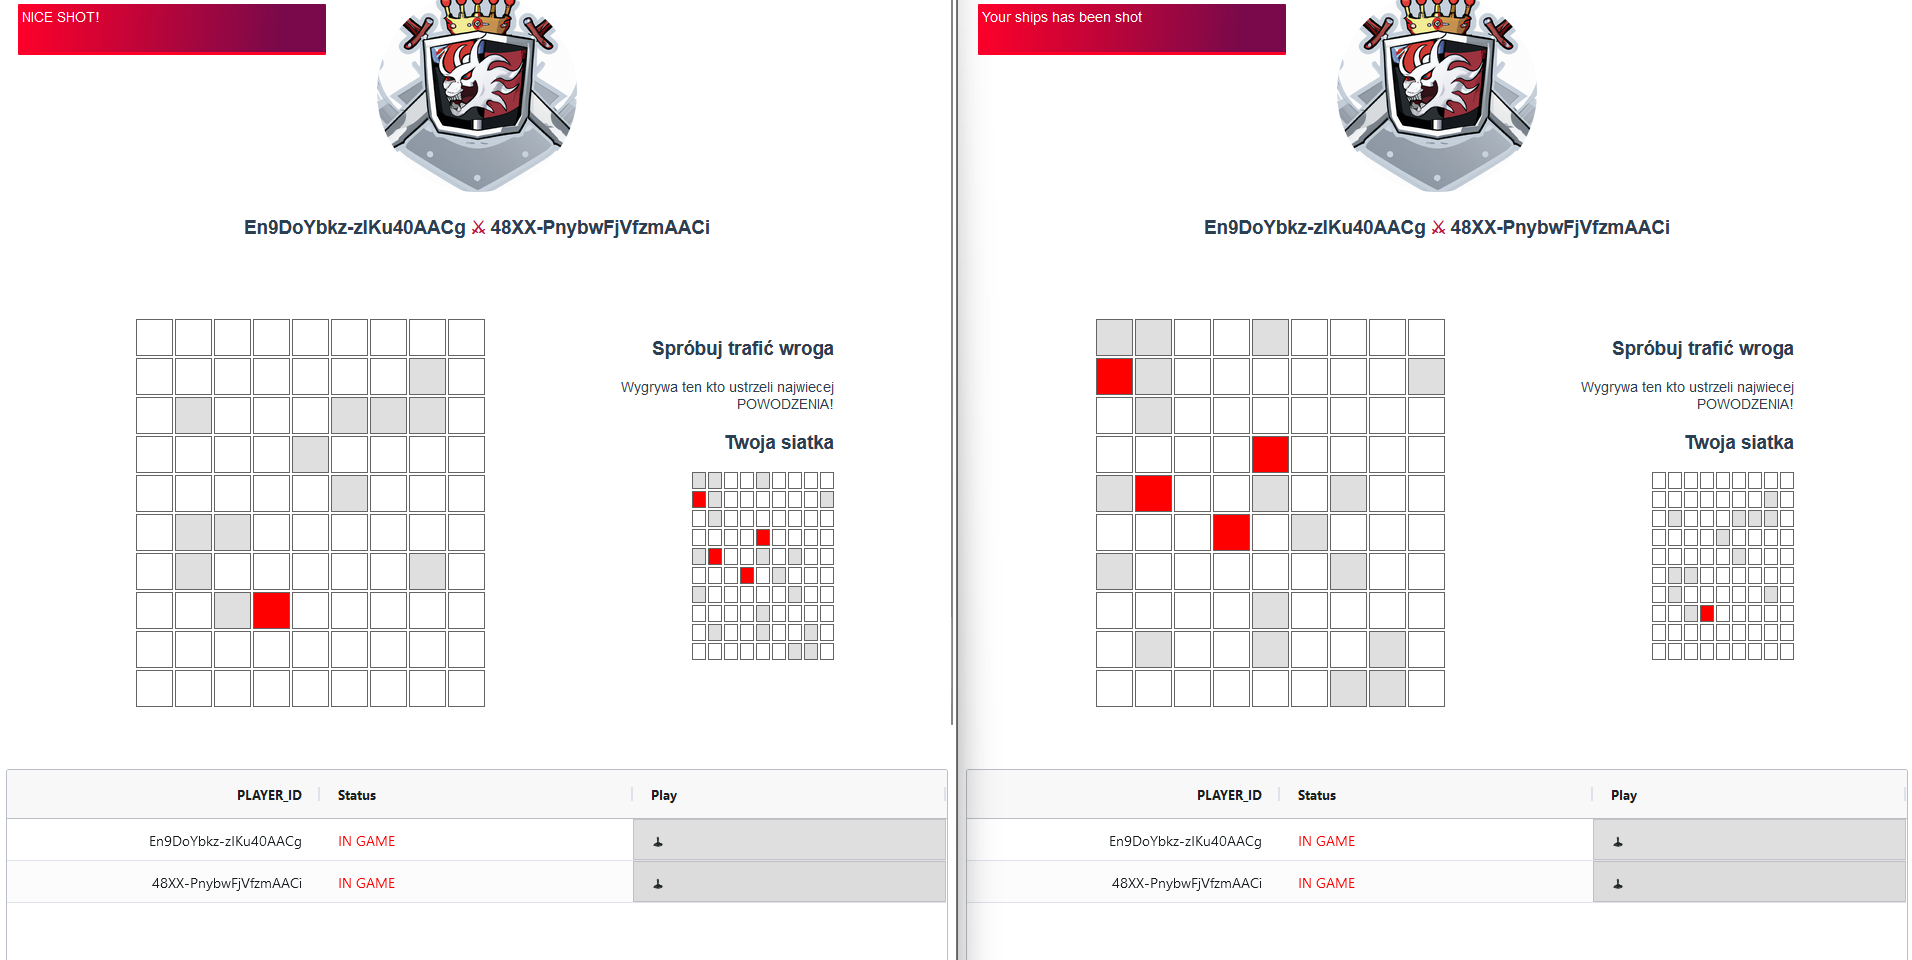 NICE SHOT!
En9DoYbkz-zIKu40AACg ⚔ 48XX-PnybwFjVfzmAACi
Spróbuj trafić wroga
Wygrywa ten kto ustrzeli najwiecej
POWODZENIA!
Twoja siatka
PLAYER_ID Status Play
En9DoYbkz-zIKu40AACg IN GAME
48XX-PnybwFjVfzmAACi IN GAME
Your ships has been shot
En9DoYbkz-zIKu40AACg ⚔ 48XX-PnybwFjVfzmAACi
Spróbuj trafić wroga
Wygrywa ten kto ustrzeli najwiecej
POWODZENIA!
Twoja siatka
PLAYER_ID Status Play
En9DoYbkz-zIKu40AACg IN GAME
48XX-PnybwFjVfzmAACi IN GAME